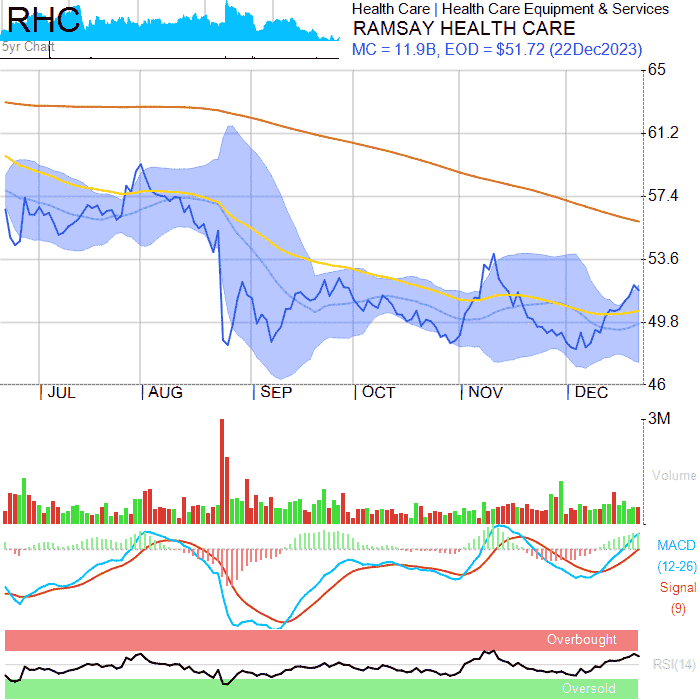 RHC
5yr Chart
Health Care | Health Care Equipment & Services
RAMSAY HEALTH CARE
MC = 11.9B, EOD = $51.72 (22Dec2023)
65
61.2
57.4
53.6
49.8
46
JUL
AUG
SEP
OCT
NOV
DEC
3M
Volume
MACD
(12-26)
Signal
(9)
Overbought
RSI(14)
Oversold